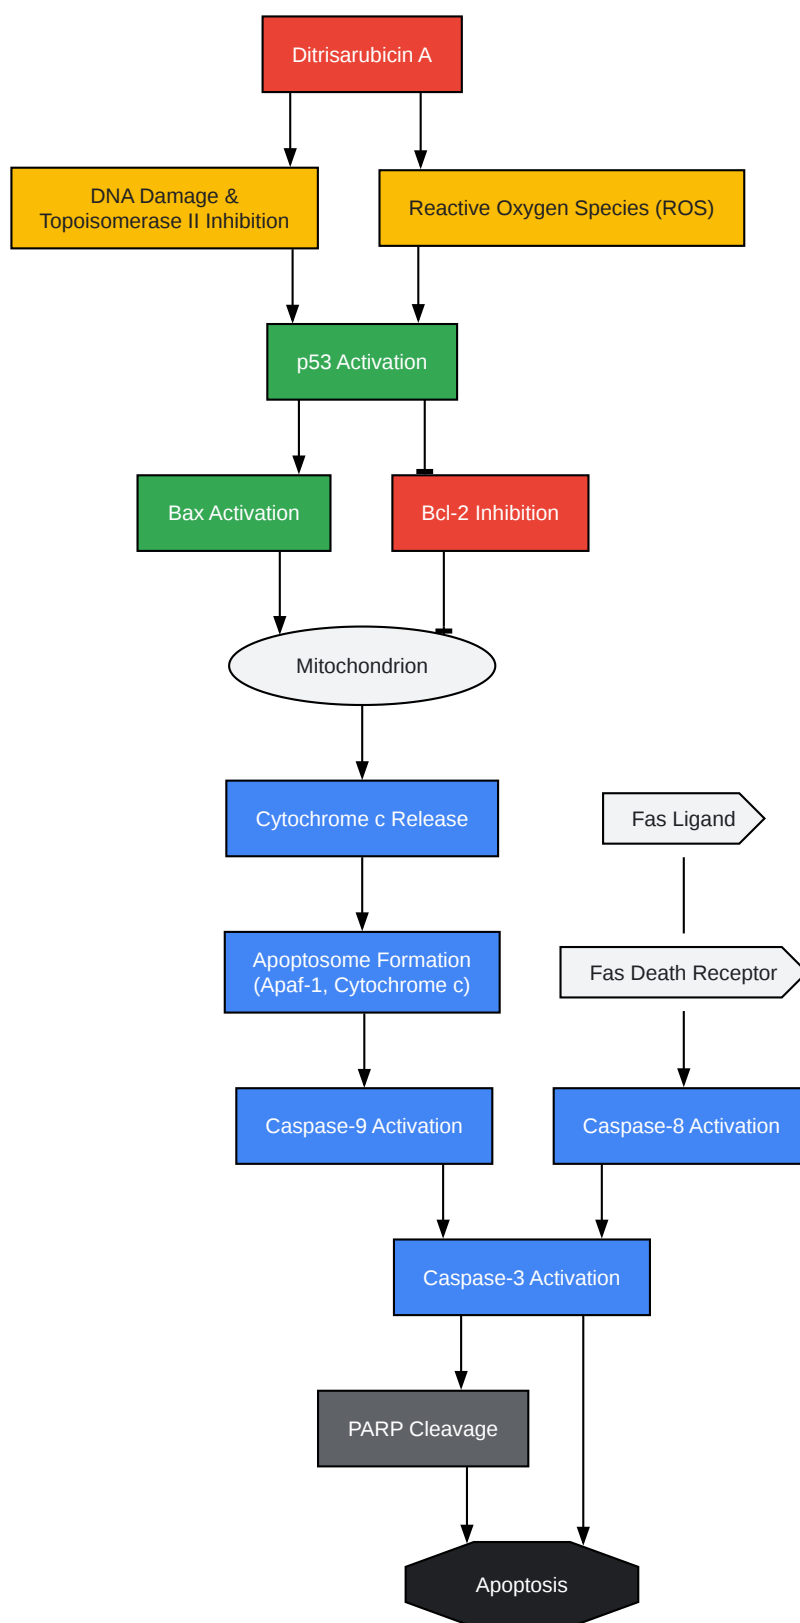 Ditrisarubicin A
DNA Damage &
Topoisomerase II Inhibition
Reactive Oxygen Species (ROS)
p53 Activation
Bax Activation
Bcl-2 Inhibition
Mitochondrion
Cytochrome c Release
Fas Ligand
Apoptosome Formation
(Apaf-1, Cytochrome c)
Fas Death Receptor
Caspase-9 Activation
Caspase-8 Activation
Caspase-3 Activation
PARP Cleavage
Apoptosis